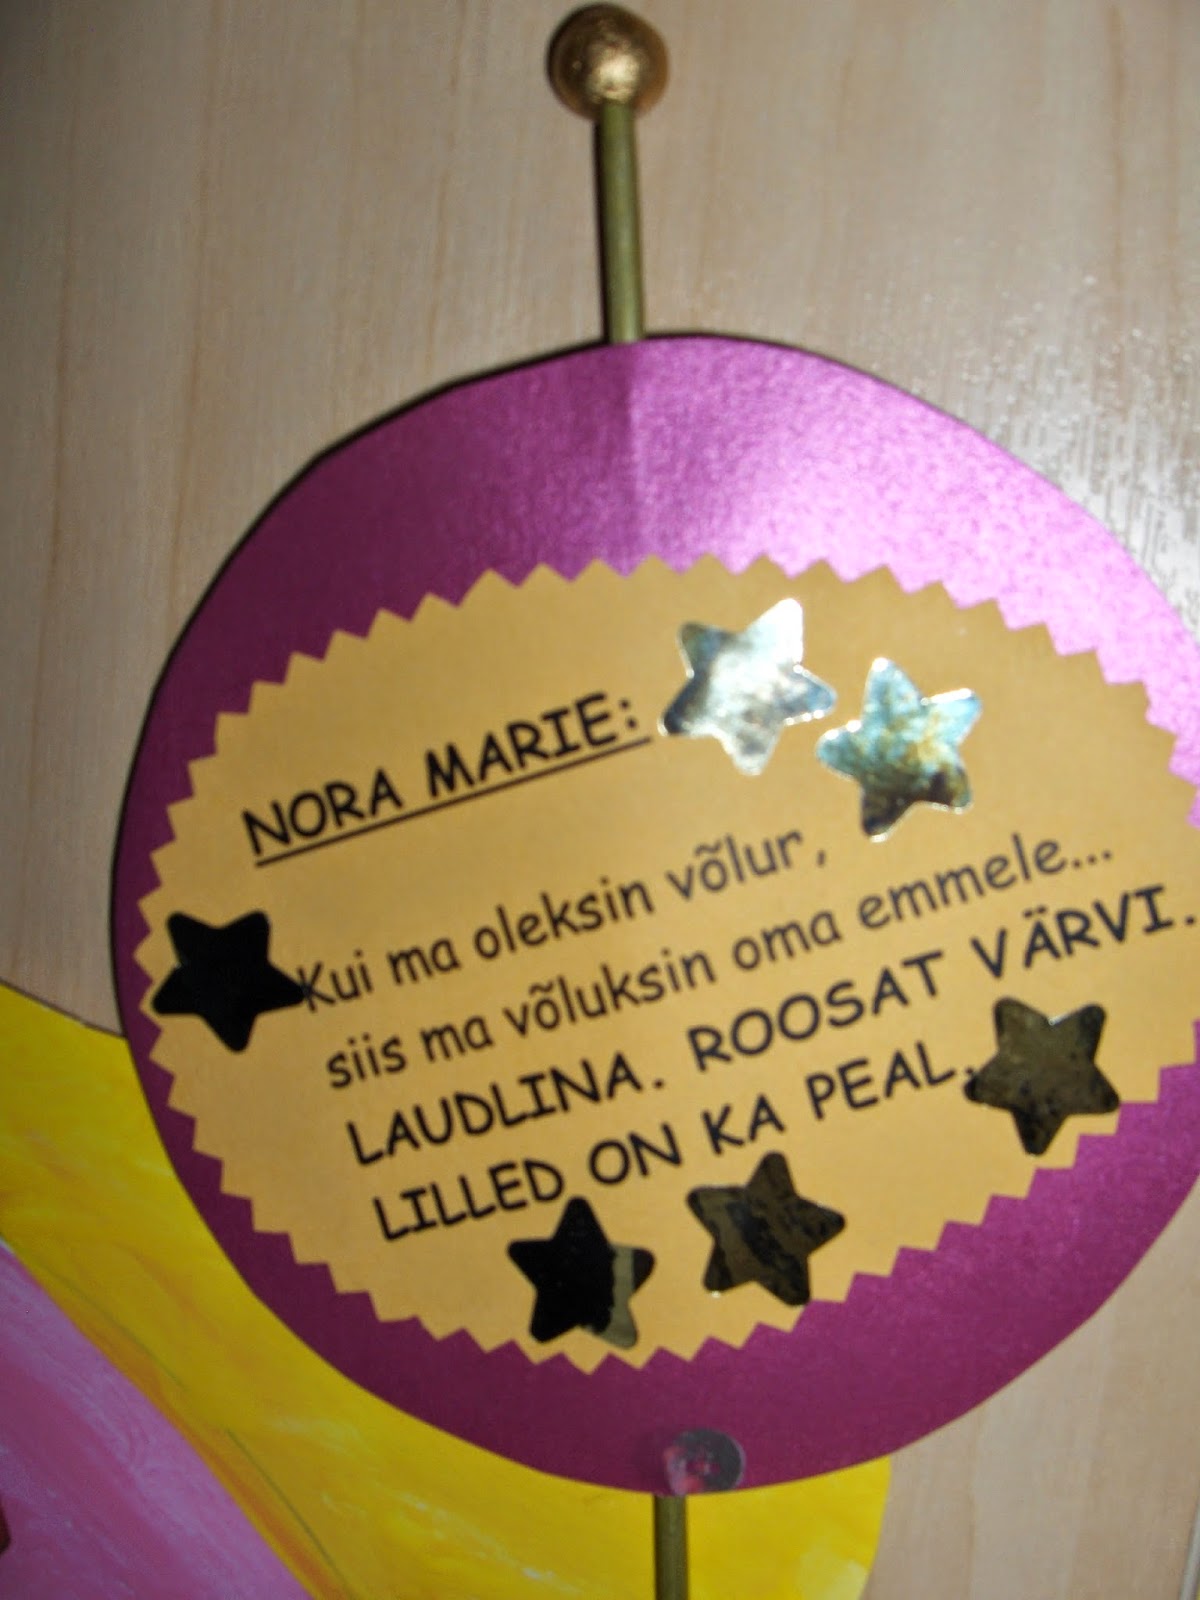 NORA MARIE:
Kui ma oleksin võlur,
siis ma võluksin oma emmele...
LAUDLINA. ROOSAT VÄRVI.
LILLED ON KA PEAL.